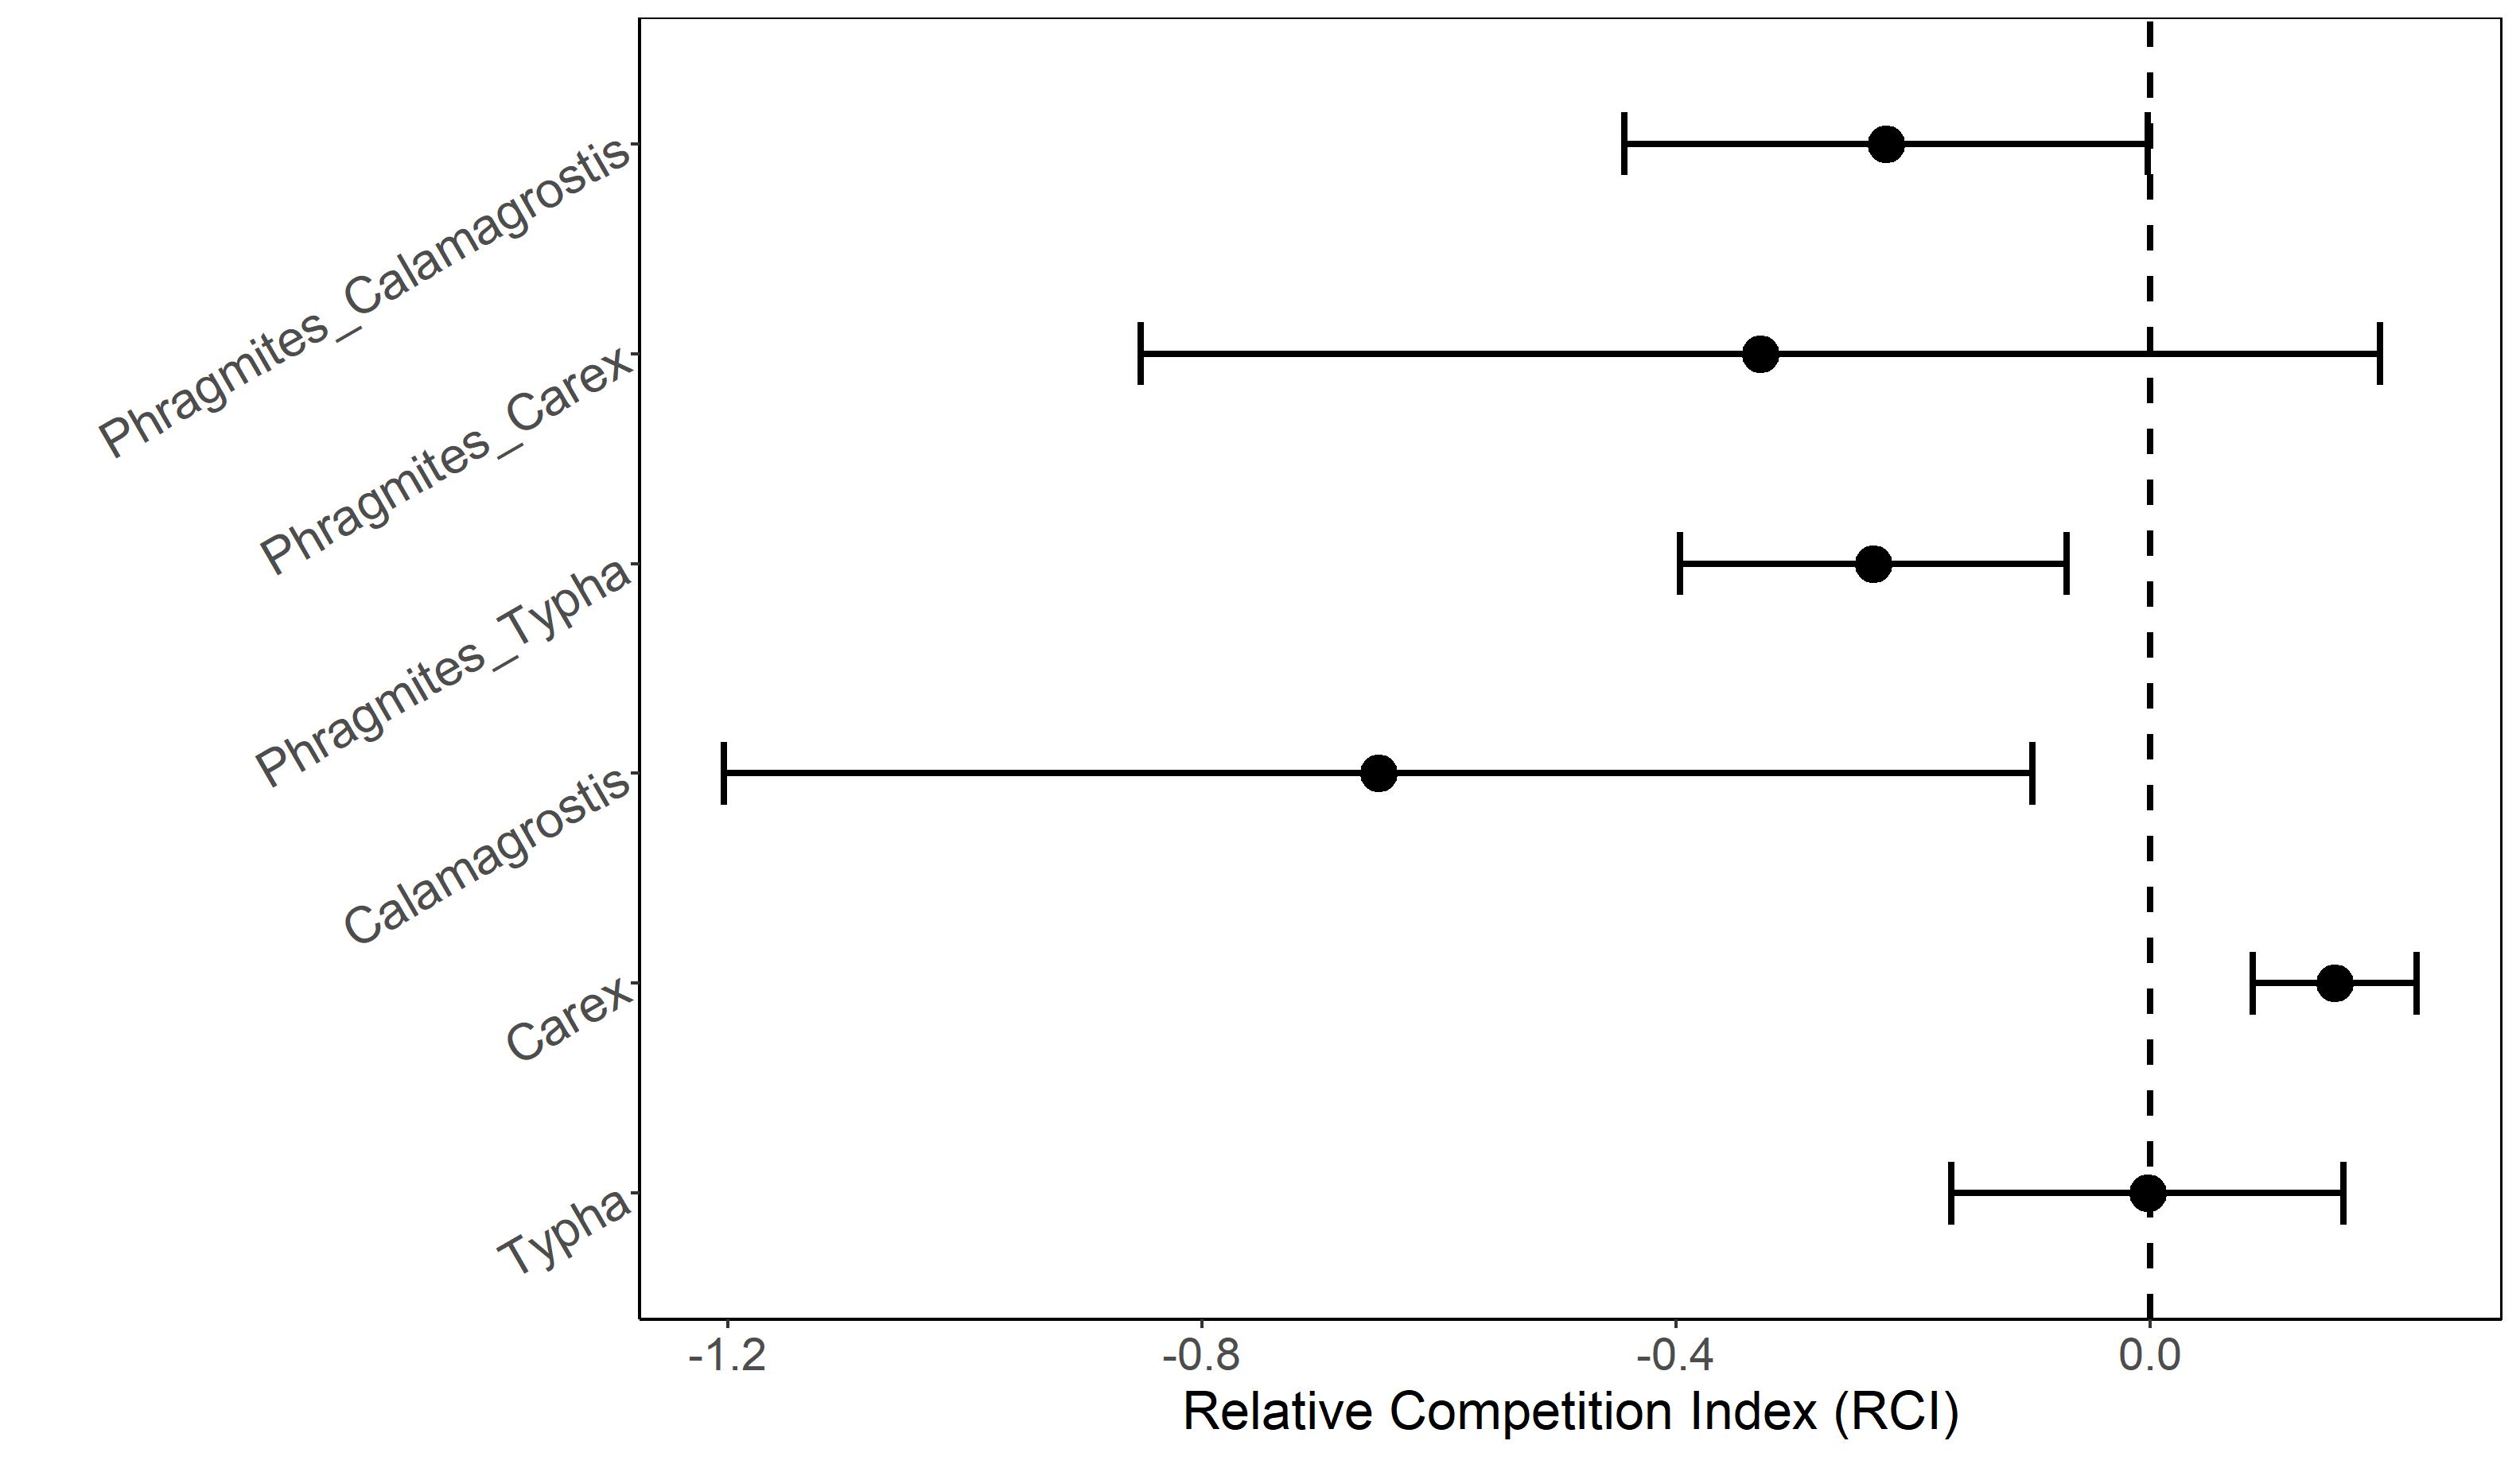 Phragmites_Calamagrostis
Phragmites_Carex
Phragmites_Typha
Calamagrostis
Carex
Typha
-1.2 -0.8 -0.4 0.0
Relative Competition Index (RCI)